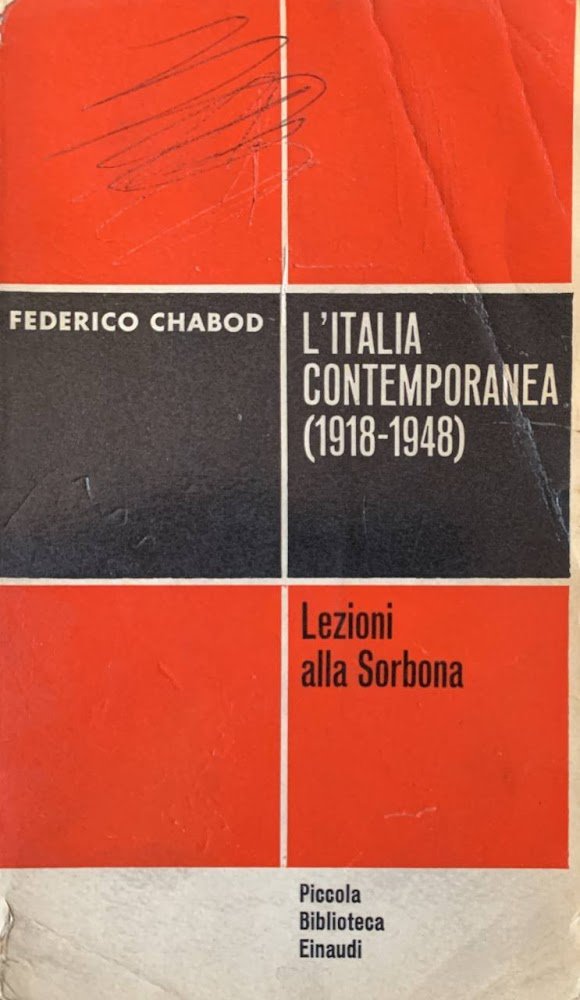 FEDERICO CHABOD
L'ITALIA
CONTEMPORANEA
(1918-1948)
Lezioni
alla Sorbona
Piccola
Biblioteca
Einaudi